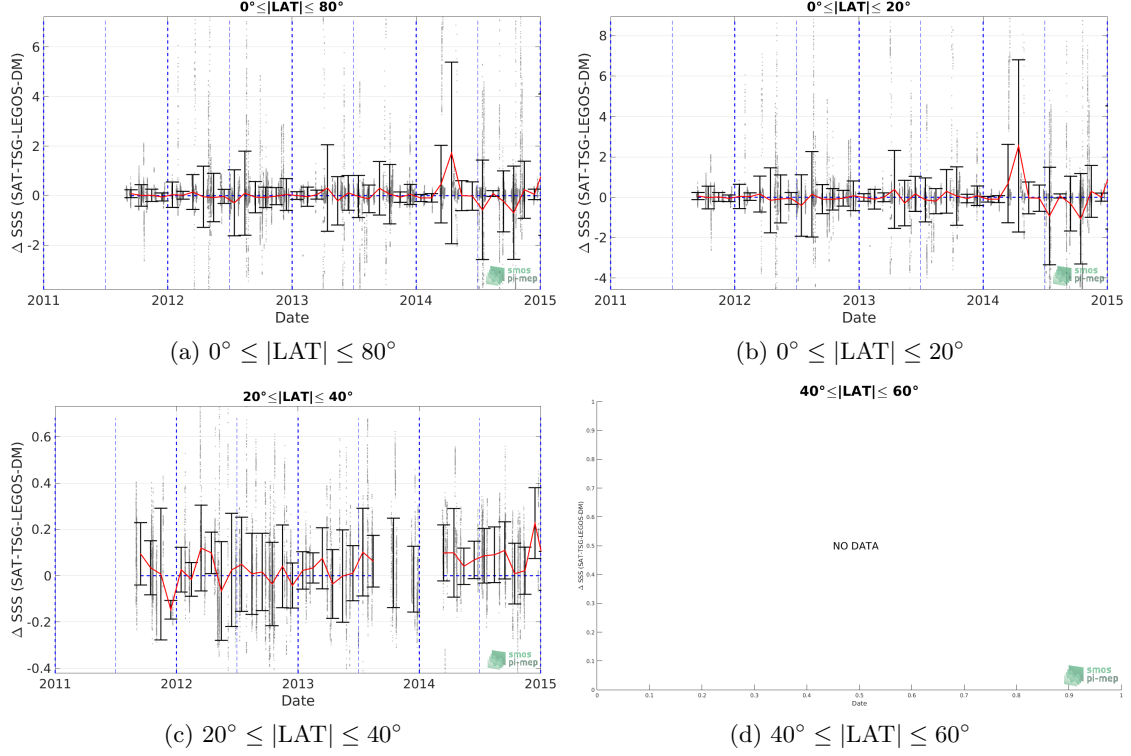 0°≤|LAT|≤ 80°
Δ SSS (SAT-TSG-LEGOS-DM)
6
4
2
0
-2
2011
2012
2013
2014
2015
Date
smos
pi-mep
(a) 0° ≤ |LAT| ≤ 80°
0°≤|LAT|≤ 20°
Δ SSS (SAT-TSG-LEGOS-DM)
8
6
4
2
0
-2
-4
2011
2012
2013
2014
2015
Date
smos
pi-mep
(b) 0° ≤ |LAT| ≤ 20°
20°≤|LAT|≤ 40°
Δ SSS (SAT-TSG-LEGOS-DM)
0.6
0.4
0.2
0
-0.2
-0.4
2011
2012
2013
2014
2015
Date
smos
pi-mep
(c) 20° ≤ |LAT| ≤ 40°
40°≤|LAT|≤ 60°
Δ SSS (SAT-TSG-LEGOS-DM)
1
0.9
0.8
0.7
0.6
0.5
0.4
0.3
0.2
0.1
0
NO DATA
0
0.1
0.2
0.3
0.4
0.5
0.6
0.7
0.8
0.9
1
Date
smos
pi-mep
(d) 40° ≤ |LAT| ≤ 60°